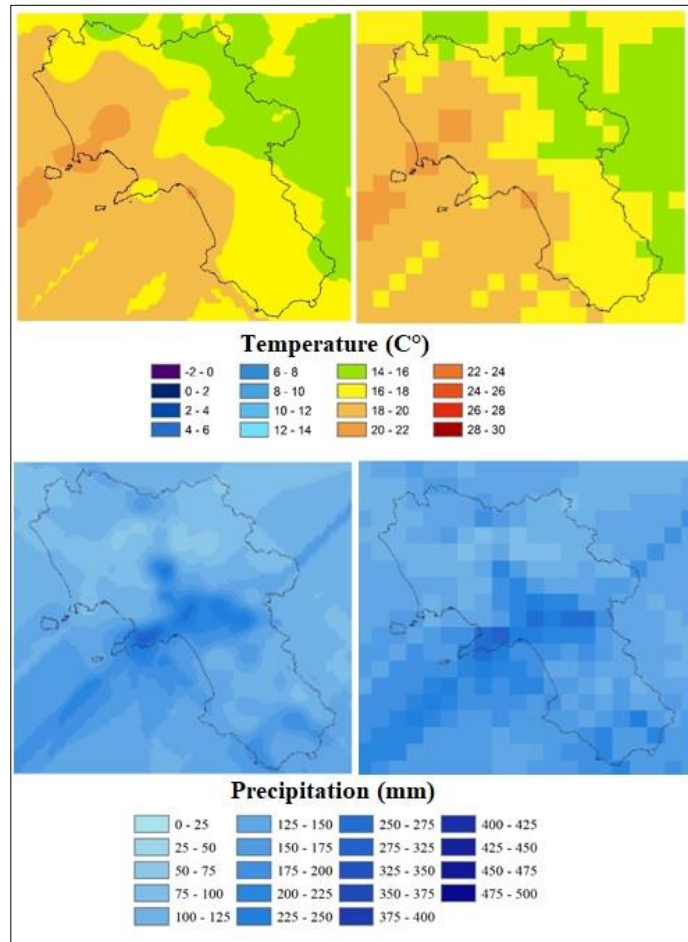 Temperature (C°)
-2 - 0 6 - 8 14 - 16 22 - 24
0 - 2 8 - 10 16 - 18 24 - 26
2 - 4 10 - 12 18 - 20 26 - 28
4 - 6 12 - 14 20 - 22 28 - 30
Precipitation (mm)
0 - 25 125 - 150 250 - 275 400 - 425
25 - 50 150 - 175 275 - 325 425 - 450
50 - 75 175 - 200 325 - 350 450 - 475
75 - 100 200 - 225 350 - 375 475 - 500
100 - 125 225 - 250 375 - 400